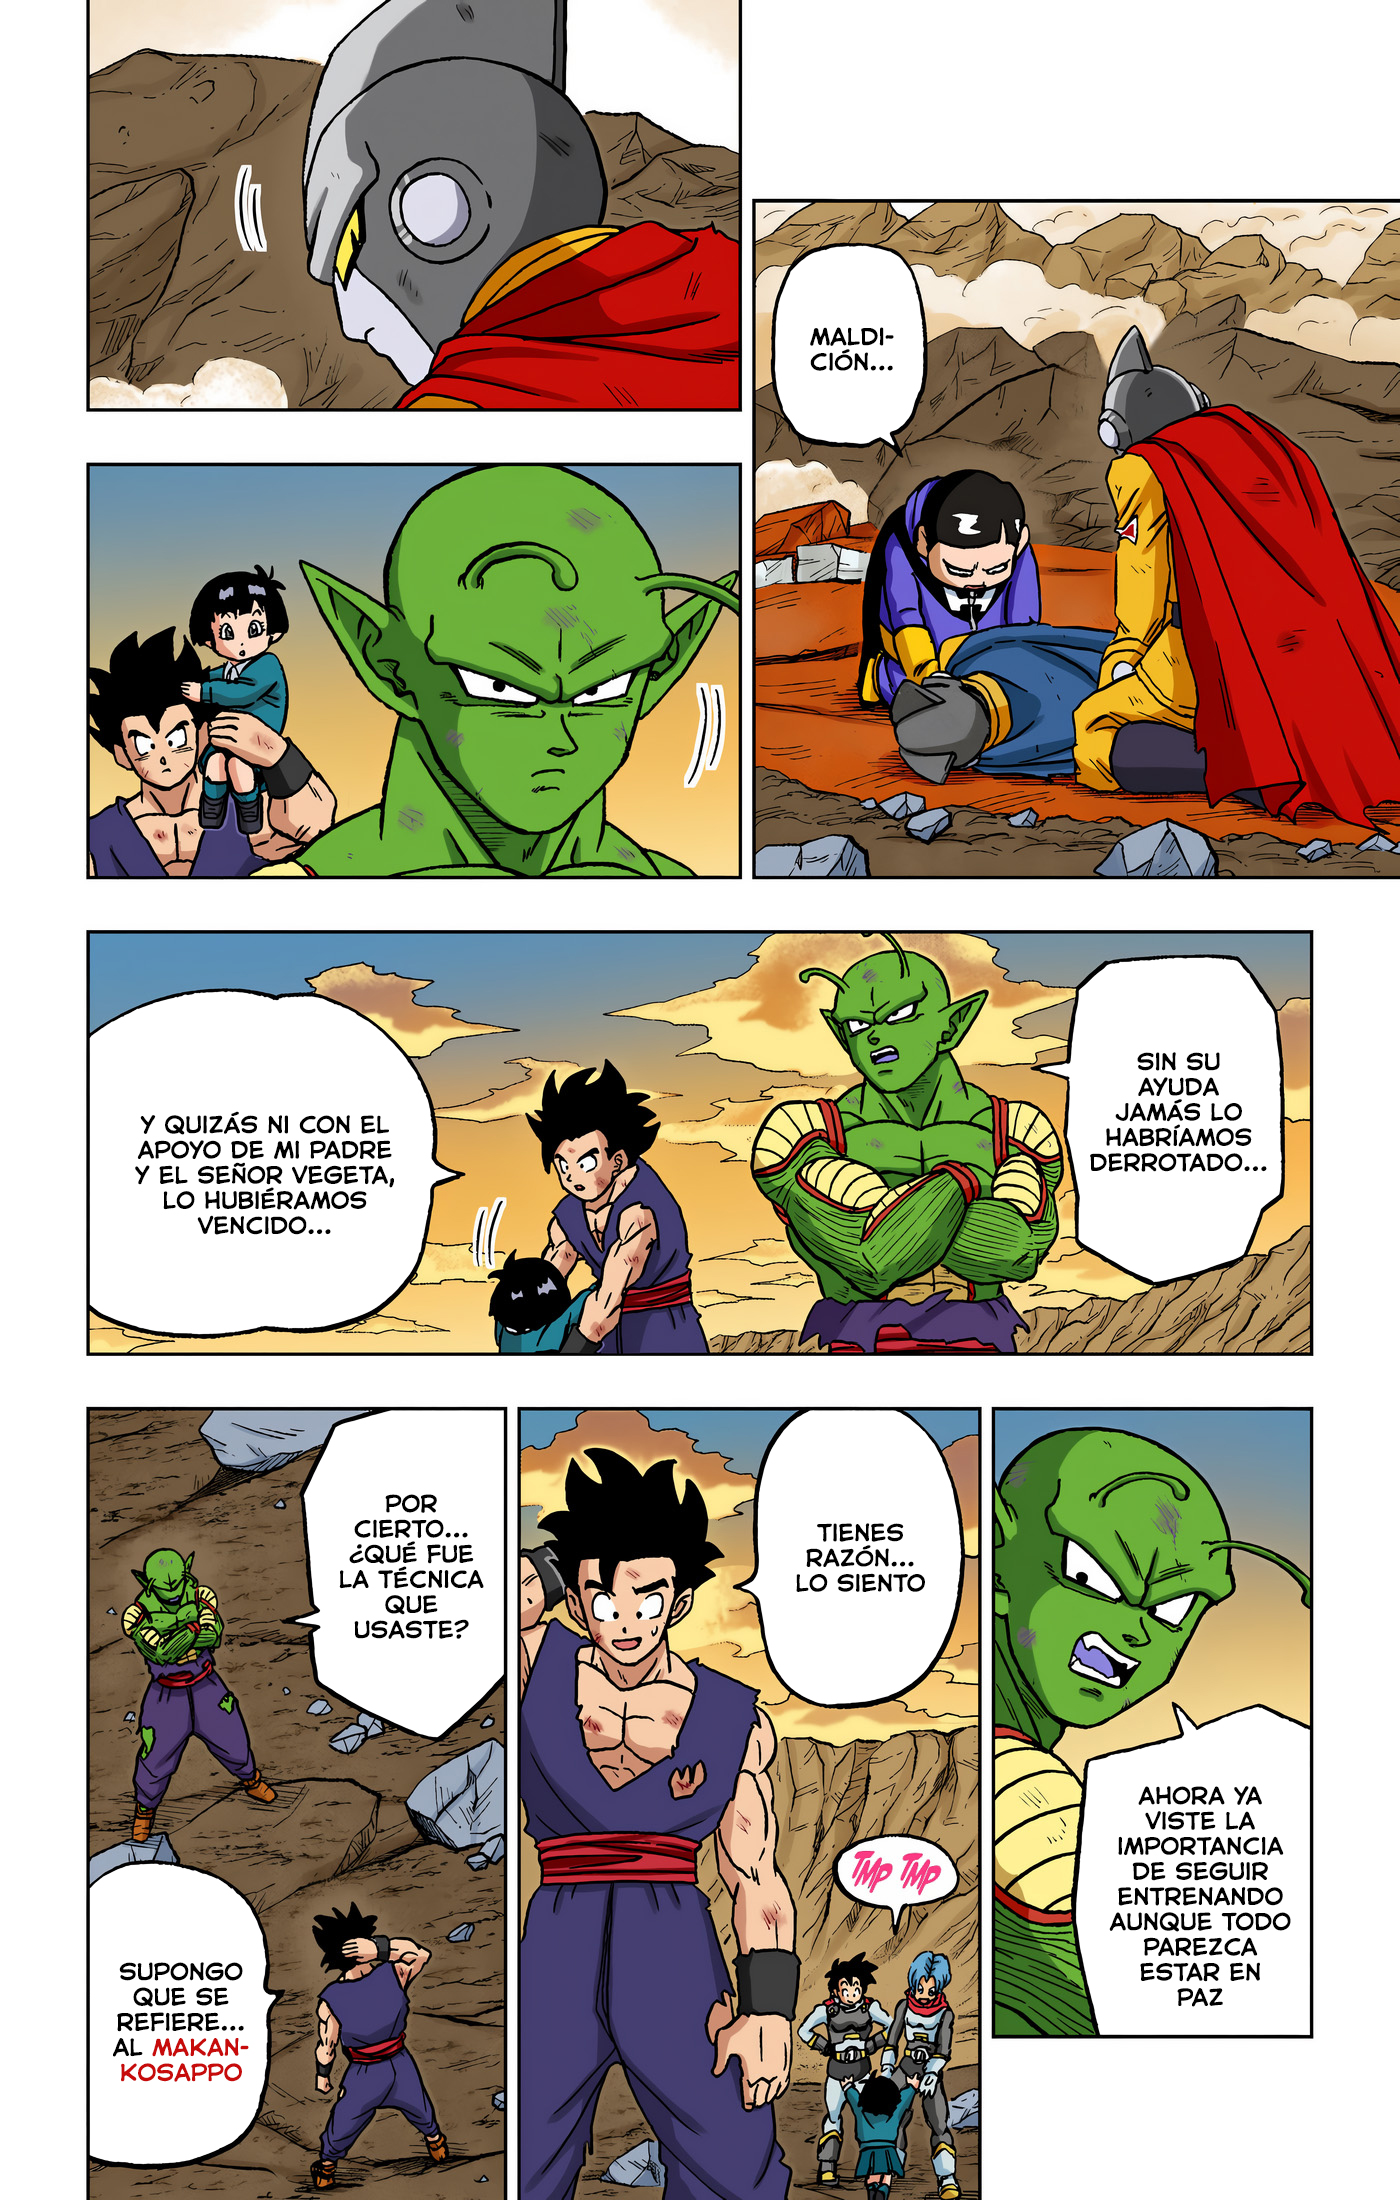 MALDI-
CIÓN...
SIN SU
AYUDA
JAMÁS LO
HABRÍAMOS
DERROTADO...
Y QUIZÁS NI CON EL
APOYO DE MI PADRE
Y EL SEÑOR VEGETA,
LO HUBIÉRAMOS
VENCIDO...
AHORA YA
VISTE LA
IMPORTANCIA
DE SEGUIR
ENTRENANDO
AUNQUE TODO
PAREZCA
ESTAR EN
PAZ
TIENES
RAZÓN...
LO SIENTO
TMP TMP
POR
CIERTO...
¿QUÉ FUE
LA TÉCNICA
QUE
USASTE?
SUPONGO
QUE SE
REFIERE...
AL MAKAN-
KOSAPPO